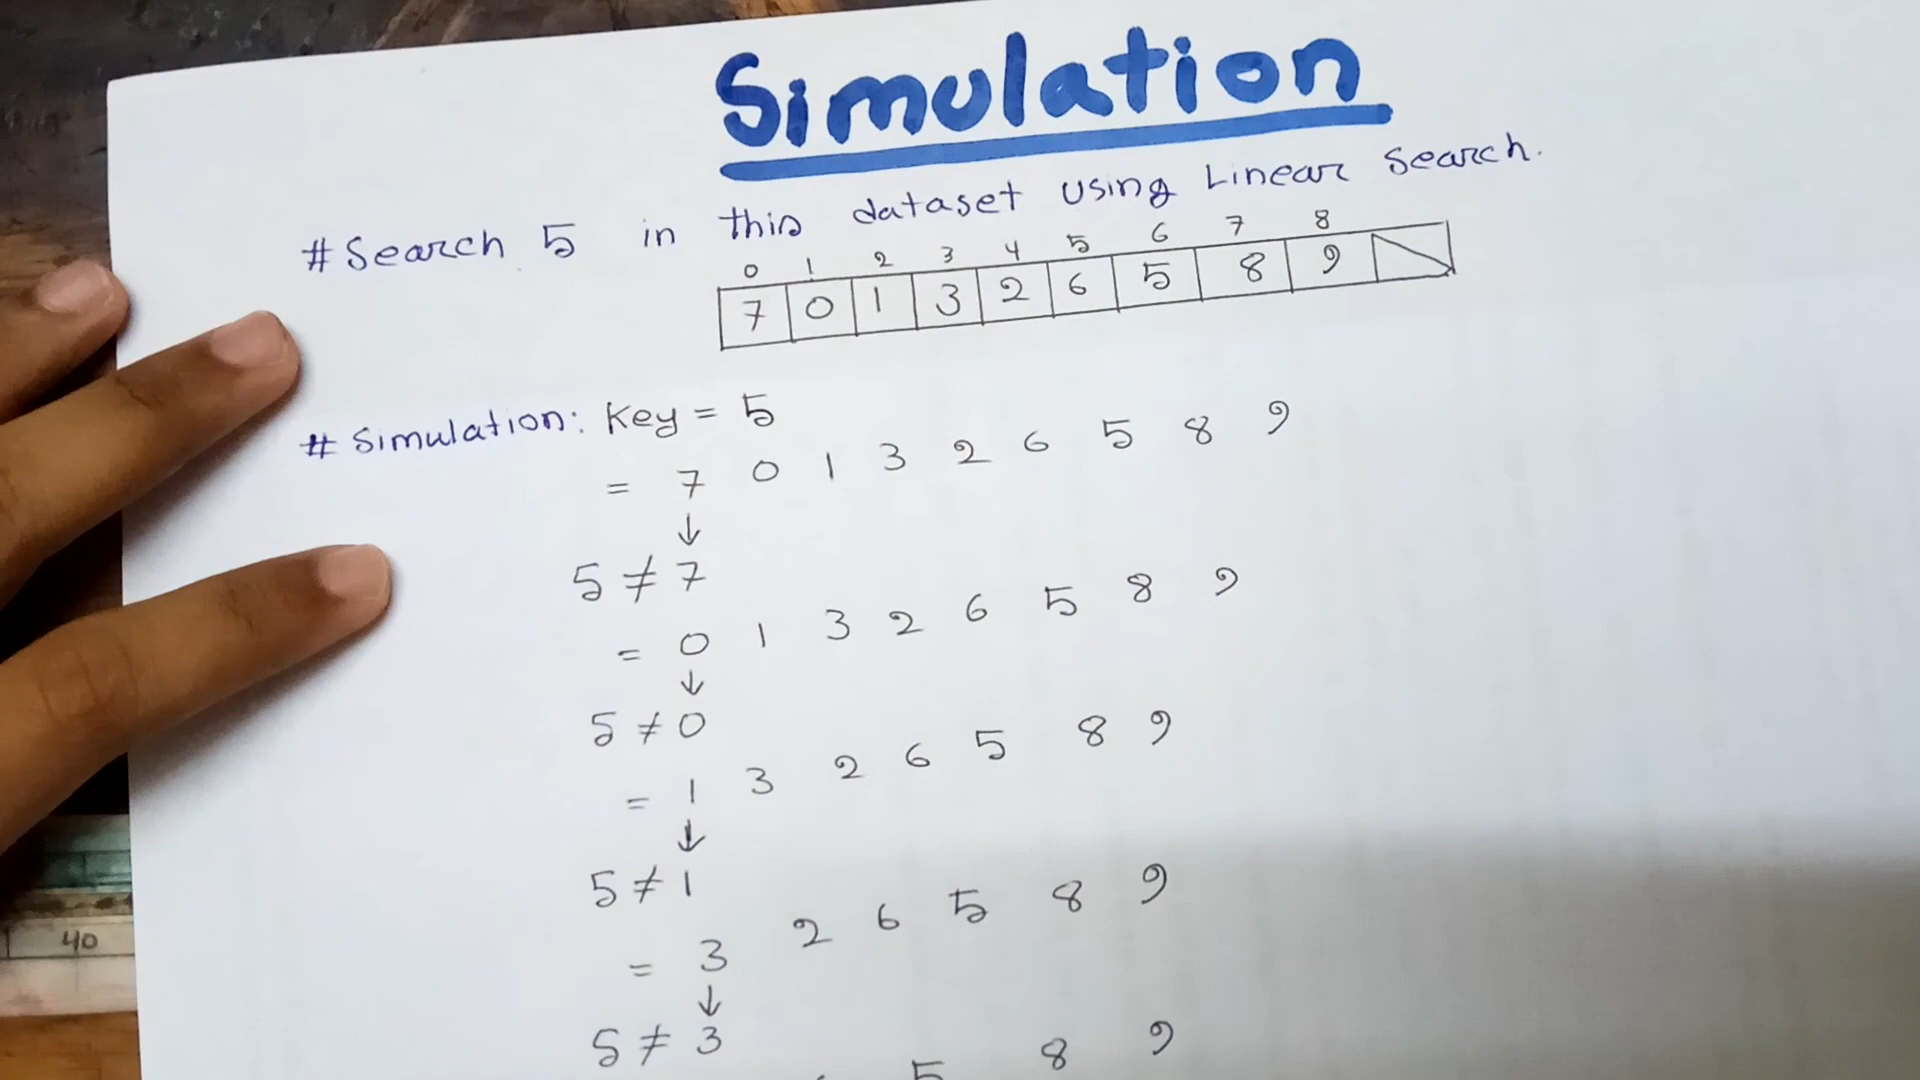 Simulation
# Search 5 in this dataset using Linear Search.
0 1 2 3 4 5 6 7 8
7 0 1 3 2 6 5 8 9
# Simulation: Key = 5
= 7 0 1 3 2 6 5 8 9
↓
5 ≠ 7
= 0 1 3 2 6 5 8 9
↓
5 ≠ 0
= 1 3 2 6 5 8 9
↓
5 ≠ 1
= 3 2 6 5 8 9
↓
5 ≠ 3
5 8 9
40